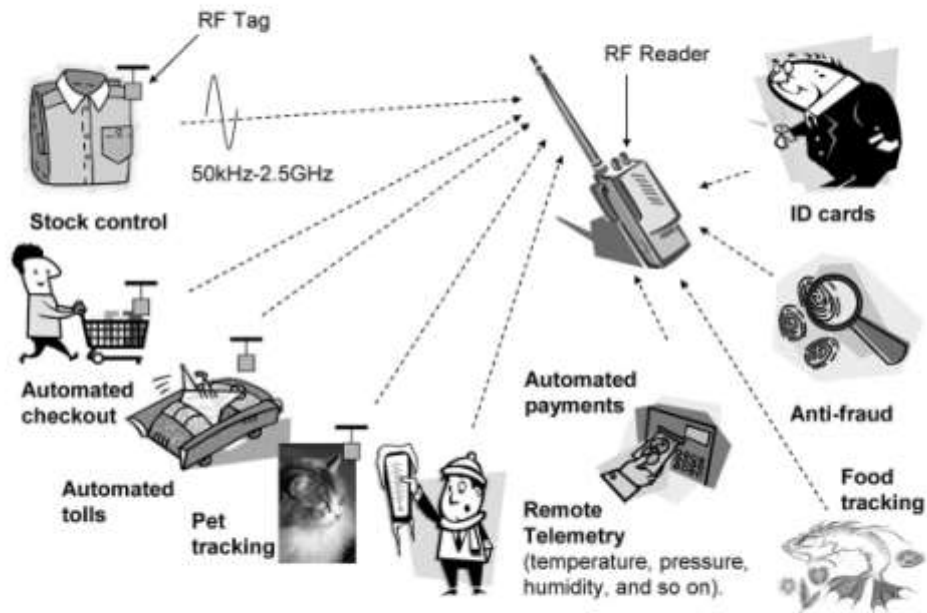 RF Tag
RF Reader
50kHz-2.5GHz
Stock control
ID cards
Automated
checkout
Automated
payments
Anti-fraud
Automated
tolls
Pet
tracking
Remote
Telemetry
(temperature, pressure,
humidity, and so on).
Food
tracking